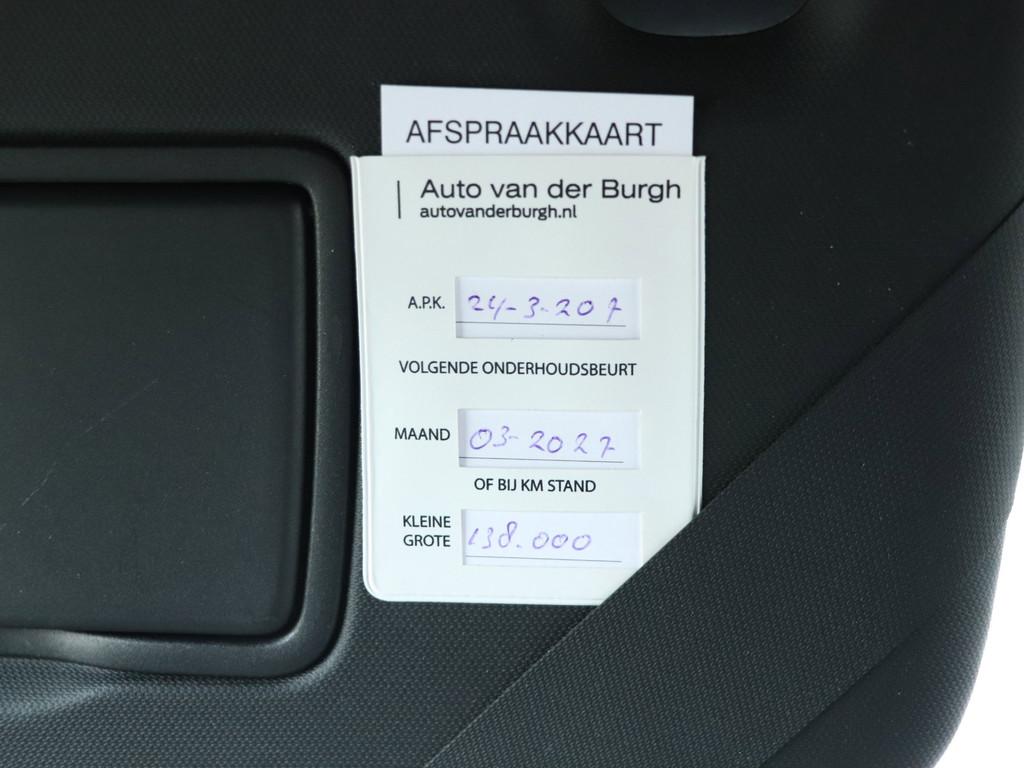 AFSPRAAKKAART
Auto van der Burgh
autovanderburgh.nl
A.P.K. 24-3-207
VOLGENDE ONDERHOUDSBEURT
MAAND 03-2027
OF BIJ KM STAND
KLEINE
GROTE 138.000